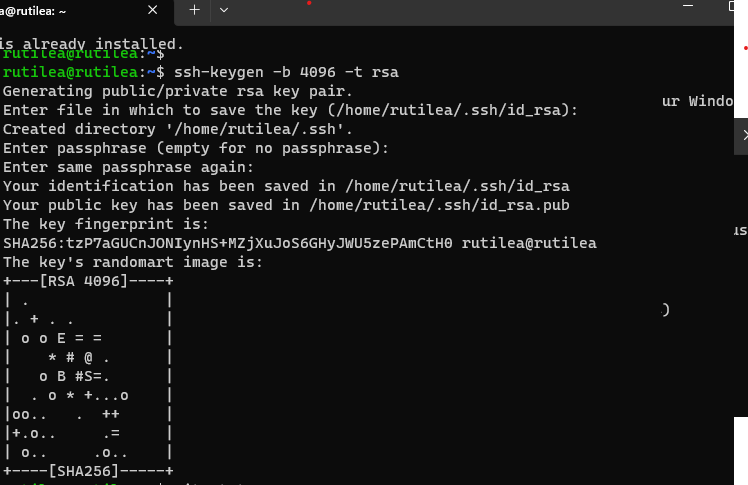 a@rutilea: ~
is already installed.
rutilea@rutilea:~$
rutilea@rutilea:~$ ssh-keygen -b 4096 -t rsa
Generating public/private rsa key pair.
Enter file in which to save the key (/home/rutilea/.ssh/id_rsa):
ur Windo
Created directory '/home/rutilea/.ssh'.
Enter passphrase (empty for no passphrase):
Enter same passphrase again:
Your identification has been saved in /home/rutilea/.ssh/id_rsa
Your public key has been saved in /home/rutilea/.ssh/id_rsa.pub
The key fingerprint is:
us
SHA256:tzP7aGUCnJONIynHS+MZjXuJoS6GHyJWU5zePAmCtH0 rutilea@rutilea
The key's randomart image is:
+---[RSA 4096]----+
| .               |
|. + . .          |
| o o E = =       |
|    * # @ .      |
|   o B #S=.      |
|  . o * +...o    |
|oo..   .  ++     |
|+.o..     .=     |
| o..     .o..    |
+----[SHA256]-----+